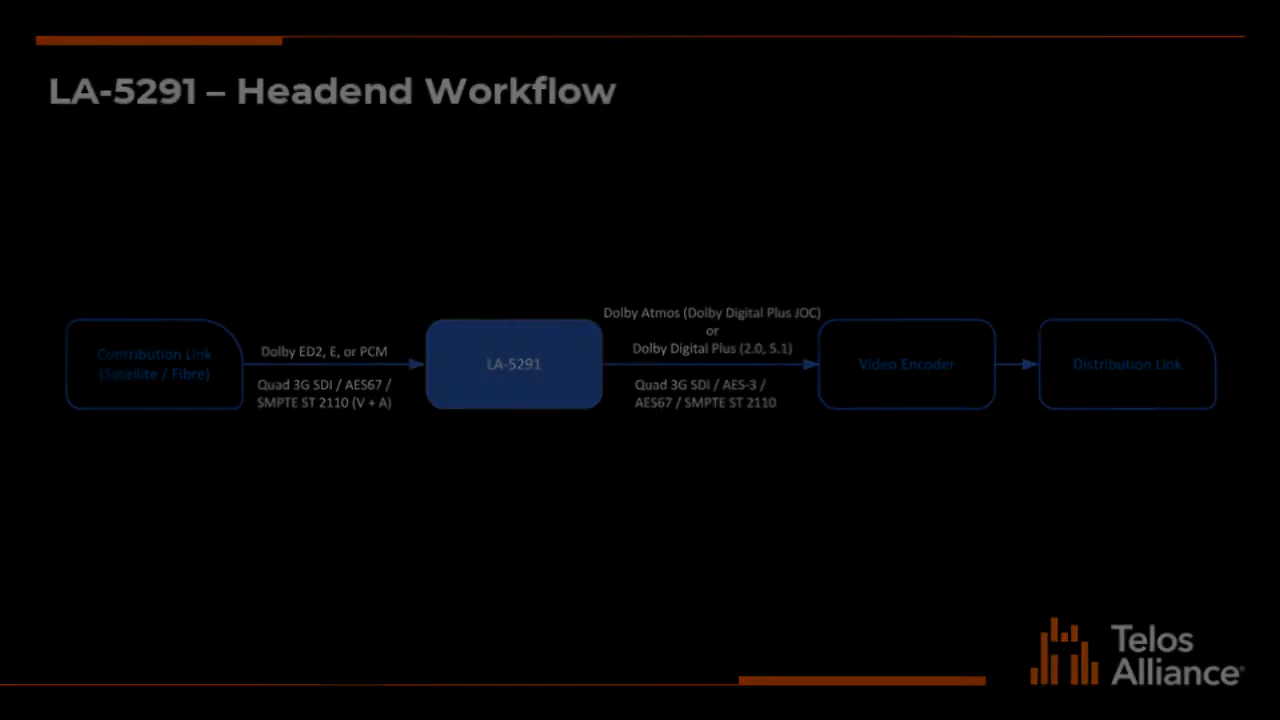 LA-5291 – Headend Workflow
Contribution Link
(Satellite / Fibre)
Dolby ED2, E, or PCM
Quad 3G SDI / AES67 /
SMPTE ST 2110 (V + A)
LA-5291
Dolby Atmos (Dolby Digital Plus JOC)
or
Dolby Digital Plus (2.0, 5.1)
Quad 3G SDI / AES-3 /
AES67 / SMPTE ST 2110
Video Encoder
Distribution Link
Telos
Alliance